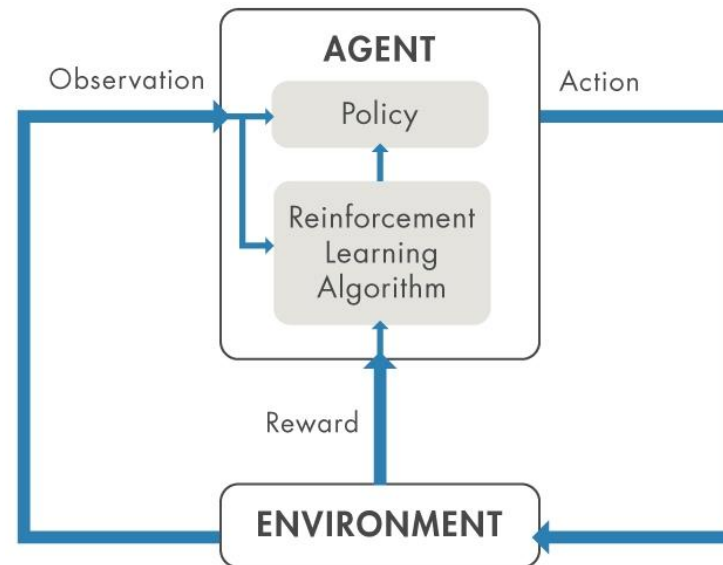 AGENT
Observation
Action
Policy
Reinforcement
Learning
Algorithm
Reward
ENVIRONMENT